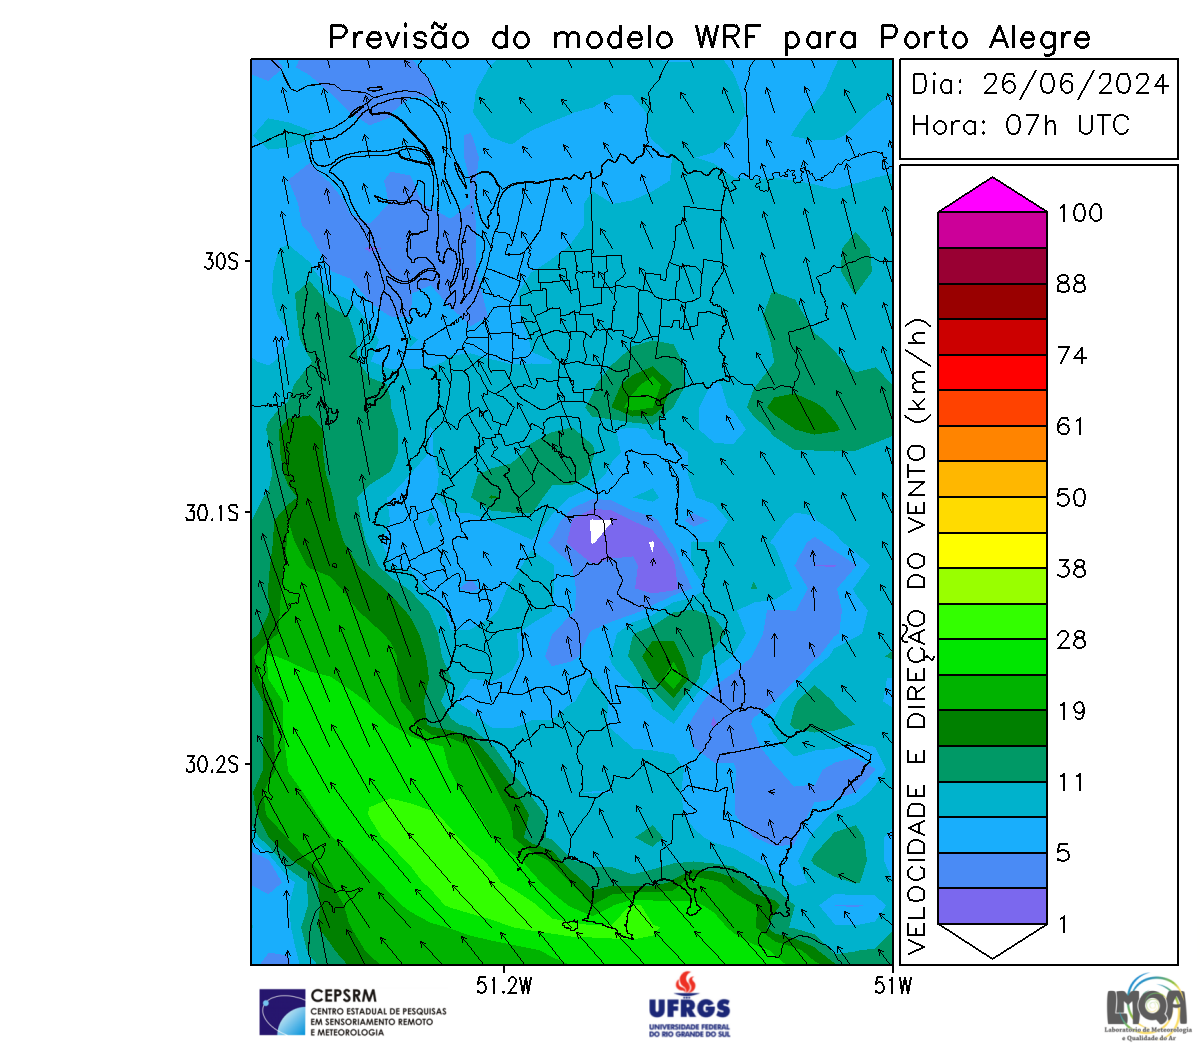 Previsão do modelo WRF para Porto Alegre
Dia: 26/06/2024
Hora: 07h UTC
30S
30.1S
30.2S
51.2W
51W
VELOCIDADE E DIREÇÃO DO VENTO (km/h)
100
88
74
61
50
38
28
19
11
5
1
CEPSRM
CENTRO ESTADUAL DE PESQUISAS
EM SENSORIAMENTO REMOTO
E METEOROLOGIA
UFRGS
UNIVERSIDADE FEDERAL
DO RIO GRANDE DO SUL
LMQA
Laboratório de Meteorologia
e Qualidade do Ar